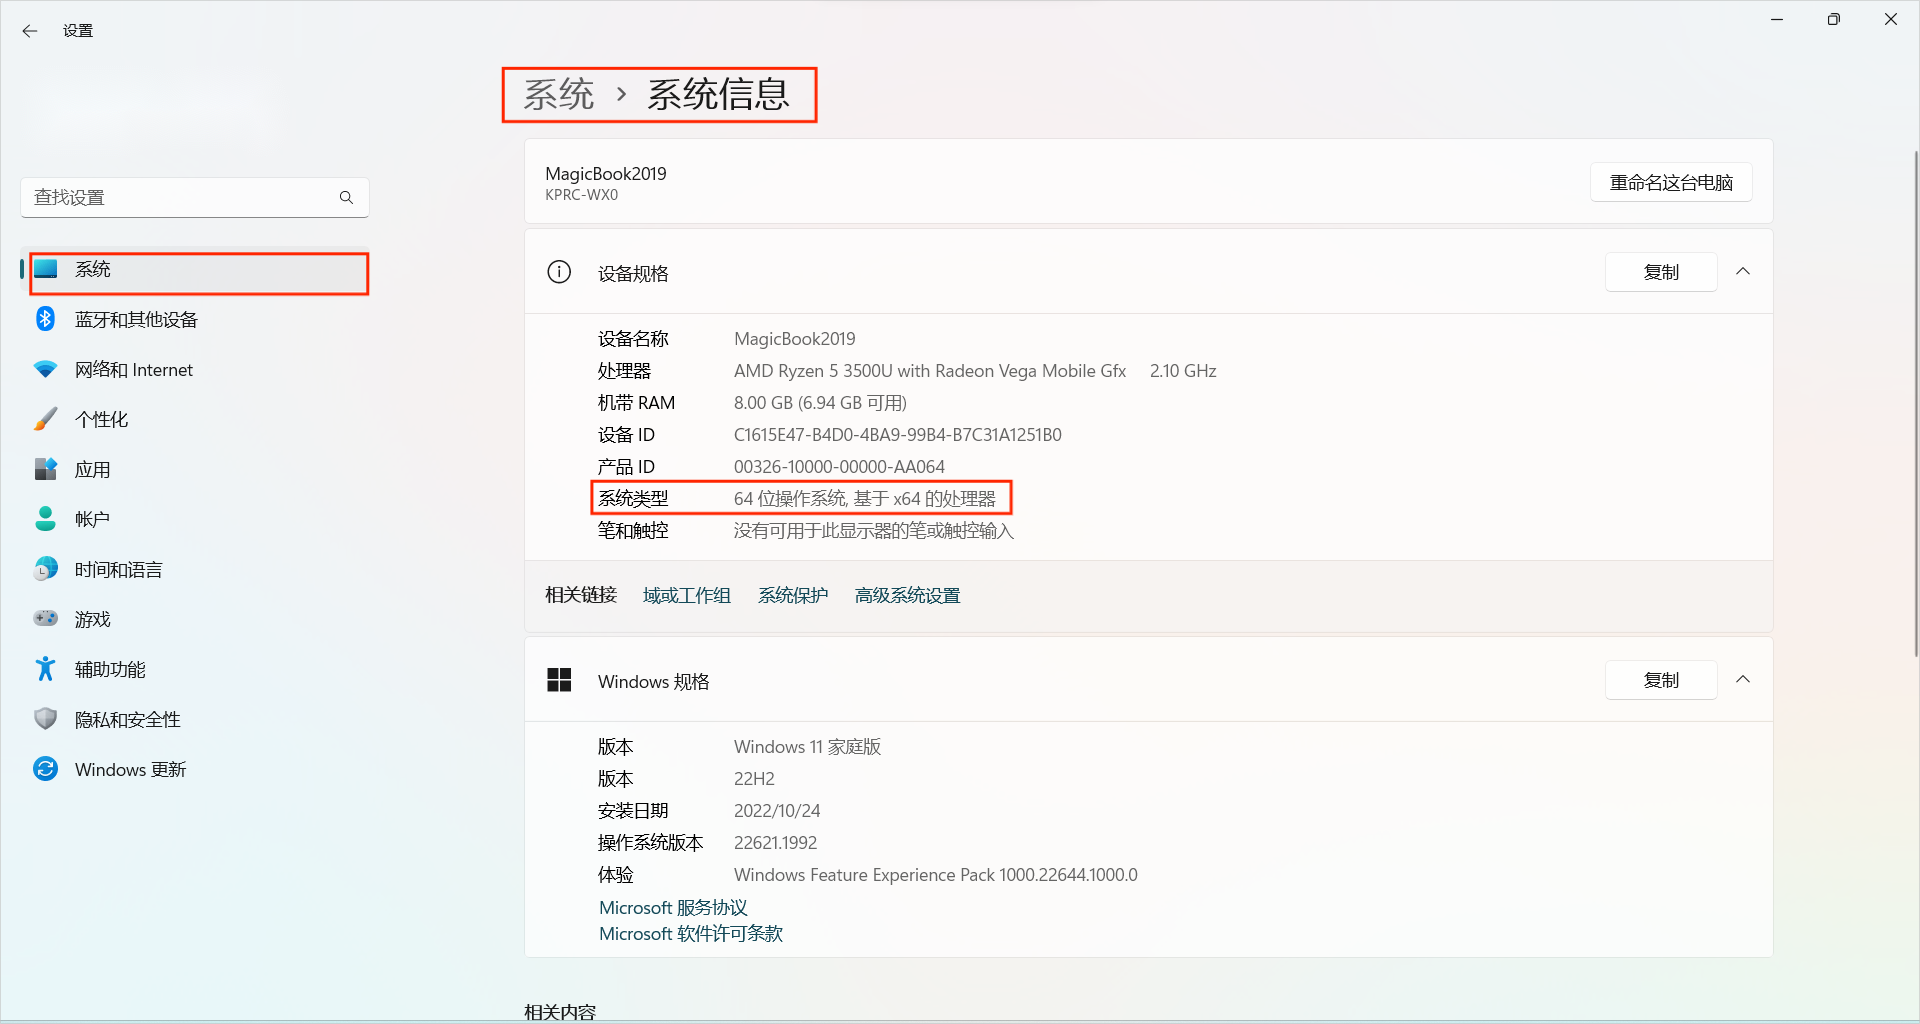 设置
系统 › 系统信息
MagicBook2019
KPRC-WX0
重命名这台电脑
查找设置
系统
蓝牙和其他设备
网络和 Internet
个性化
应用
帐户
时间和语言
游戏
辅助功能
隐私和安全性
Windows 更新
设备规格
复制
设备名称 MagicBook2019
处理器 AMD Ryzen 5 3500U with Radeon Vega Mobile Gfx 2.10 GHz
机带 RAM 8.00 GB (6.94 GB 可用)
设备 ID C1615E47-B4D0-4BA9-99B4-B7C31A1251B0
产品 ID 00326-10000-00000-AA064
系统类型 64 位操作系统, 基于 x64 的处理器
笔和触控 没有可用于此显示器的笔或触控输入
相关链接 域或工作组 系统保护 高级系统设置
Windows 规格
复制
版本 Windows 11 家庭版
版本 22H2
安装日期 2022/10/24
操作系统版本 22621.1992
体验 Windows Feature Experience Pack 1000.22644.1000.0
Microsoft 服务协议
Microsoft 软件许可条款
相关内容